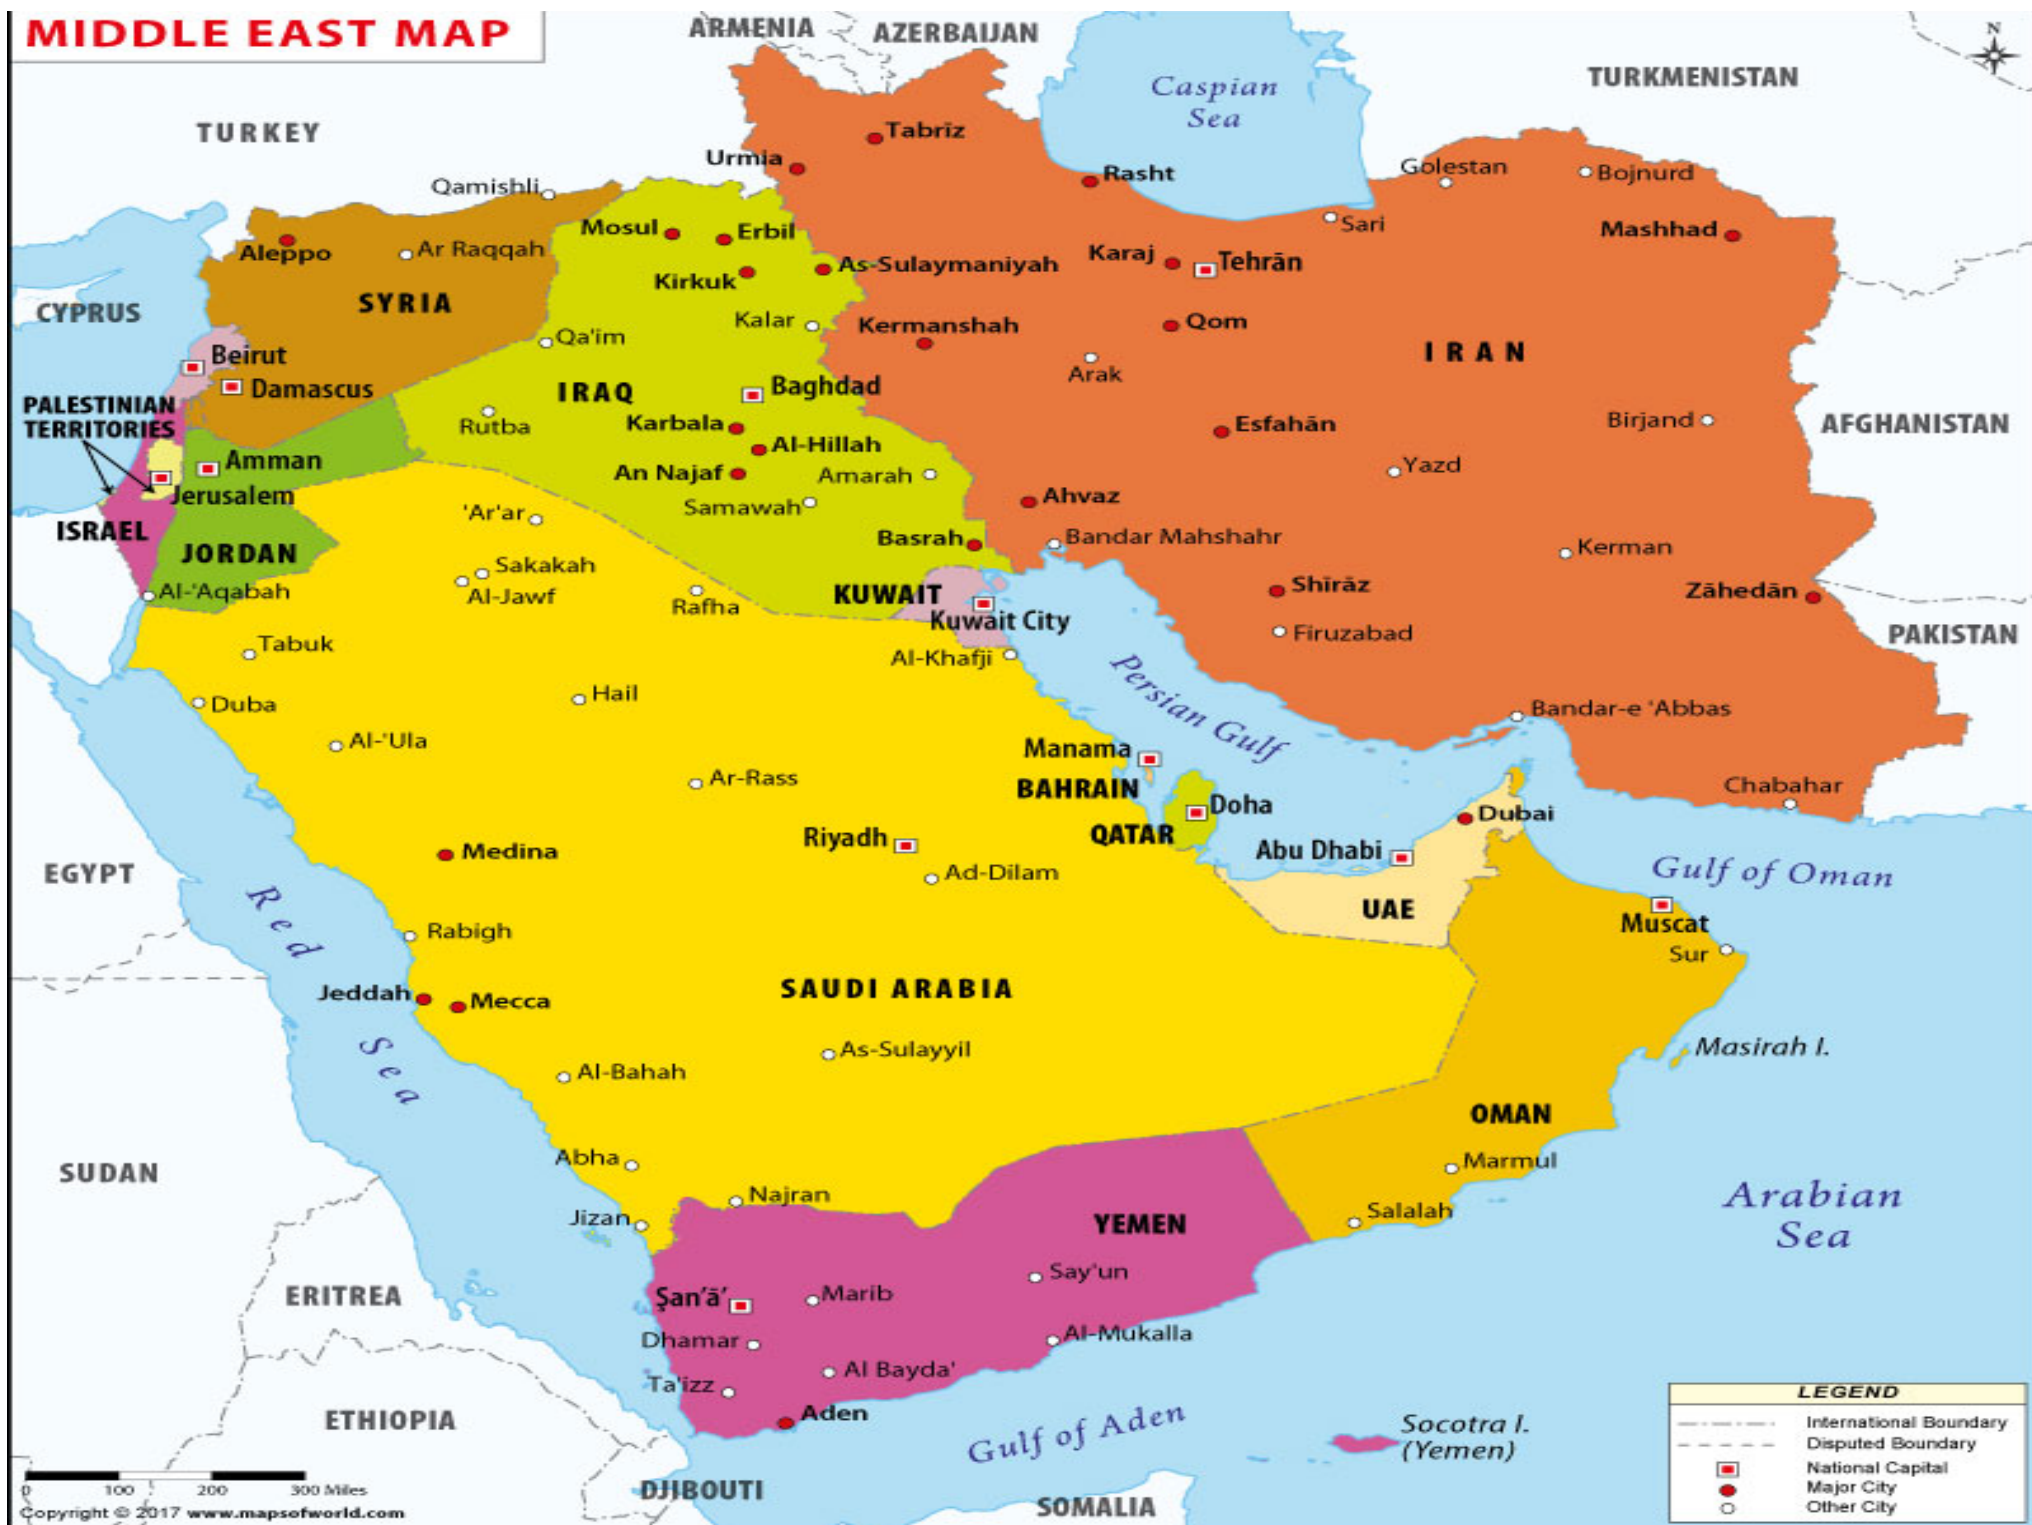 MIDDLE EAST MAP
ARMENIA
AZERBAIJAN
Caspian
Sea
TURKMENISTAN
N
TURKEY
Tabrīz
Urmia
Rasht
Golestan
Bojnurd
Qamishli
Sari
Mashhad
Mosul
Erbil
Aleppo
Ar Raqqah
Karaj
Tehrān
As-Sulaymaniyah
Kirkuk
SYRIA
CYPRUS
Kalar
Kermanshah
Qom
Qa'im
IRAN
Beirut
Arak
Damascus
IRAQ
Baghdad
PALESTINIAN
TERRITORIES
Rutba
Karbala
Al-Hillah
Esfahān
Birjand
AFGHANISTAN
Amman
An Najaf
Amarah
Yazd
Jerusalem
Samawah
Ahvaz
'Ar'ar
ISRAEL
JORDAN
Basrah
Bandar Mahshahr
Kerman
Sakakah
Al-Jawf
Al-'Aqabah
Rafha
KUWAIT
Kuwait City
Shīrāz
Zāhedān
Firuzabad
PAKISTAN
Tabuk
Al-Khafji
Persian Gulf
Duba
Hail
Bandar-e 'Abbas
Al-'Ula
Manama
BAHRAIN
Ar-Rass
Chabahar
Doha
QATAR
Dubai
Riyadh
Abu Dhabi
Medina
EGYPT
Ad-Dilam
Gulf of Oman
UAE
Muscat
Red Sea
Rabigh
Sur
SAUDI ARABIA
Jeddah
Mecca
As-Sulayyil
Masirah I.
Al-Bahah
OMAN
Abha
Marmul
SUDAN
Najran
Arabian
Sea
Jizan
YEMEN
Salalah
Say'un
ERITREA
Şan'ā'
Marib
Dhamar
Al-Mukalla
Al Bayda'
Ta'izz
Aden
ETHIOPIA
Gulf of Aden
Socotra I.
(Yemen)
DJIBOUTI
SOMALIA
LEGEND
International Boundary
Disputed Boundary
National Capital
Major City
Other City
0 100 200 300 Miles
Copyright © 2017 www.mapsofworld.com